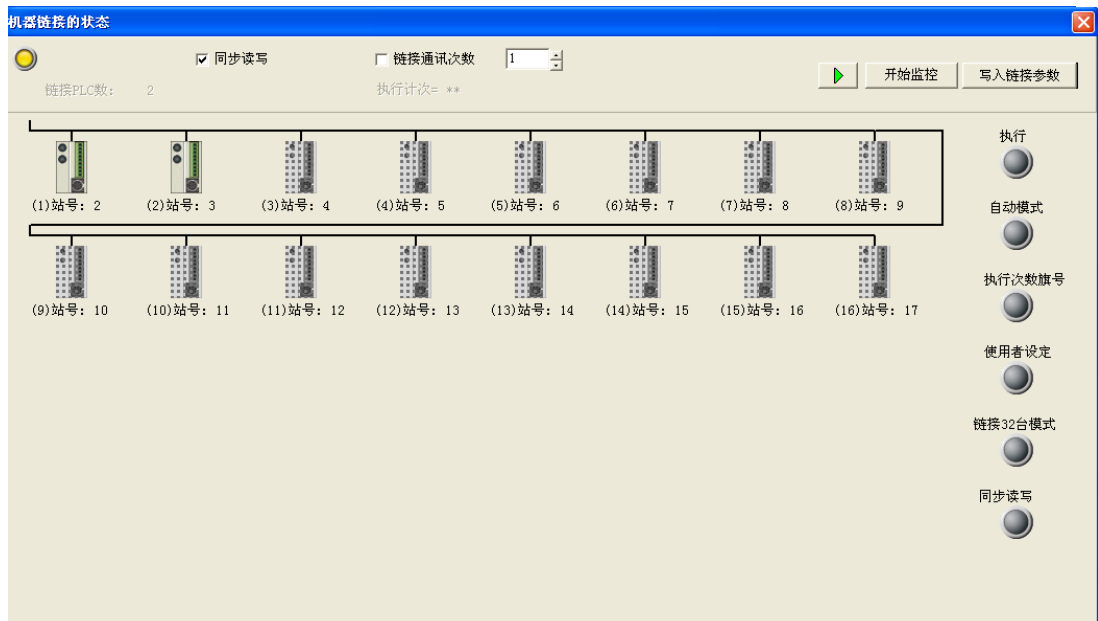 机器链接的状态
同步读写 链接通讯次数 1
开始监控 写入链接参数
链接PLC数： 2 执行计次= **
执行
(1)站号：2 (2)站号：3 (3)站号：4 (4)站号：5 (5)站号：6 (6)站号：7 (7)站号：8 (8)站号：9
自动模式
执行次数旗号
(9)站号：10 (10)站号：11 (11)站号：12 (12)站号：13 (13)站号：14 (14)站号：15 (15)站号：16 (16)站号：17
使用者设定
链接32台模式
同步读写